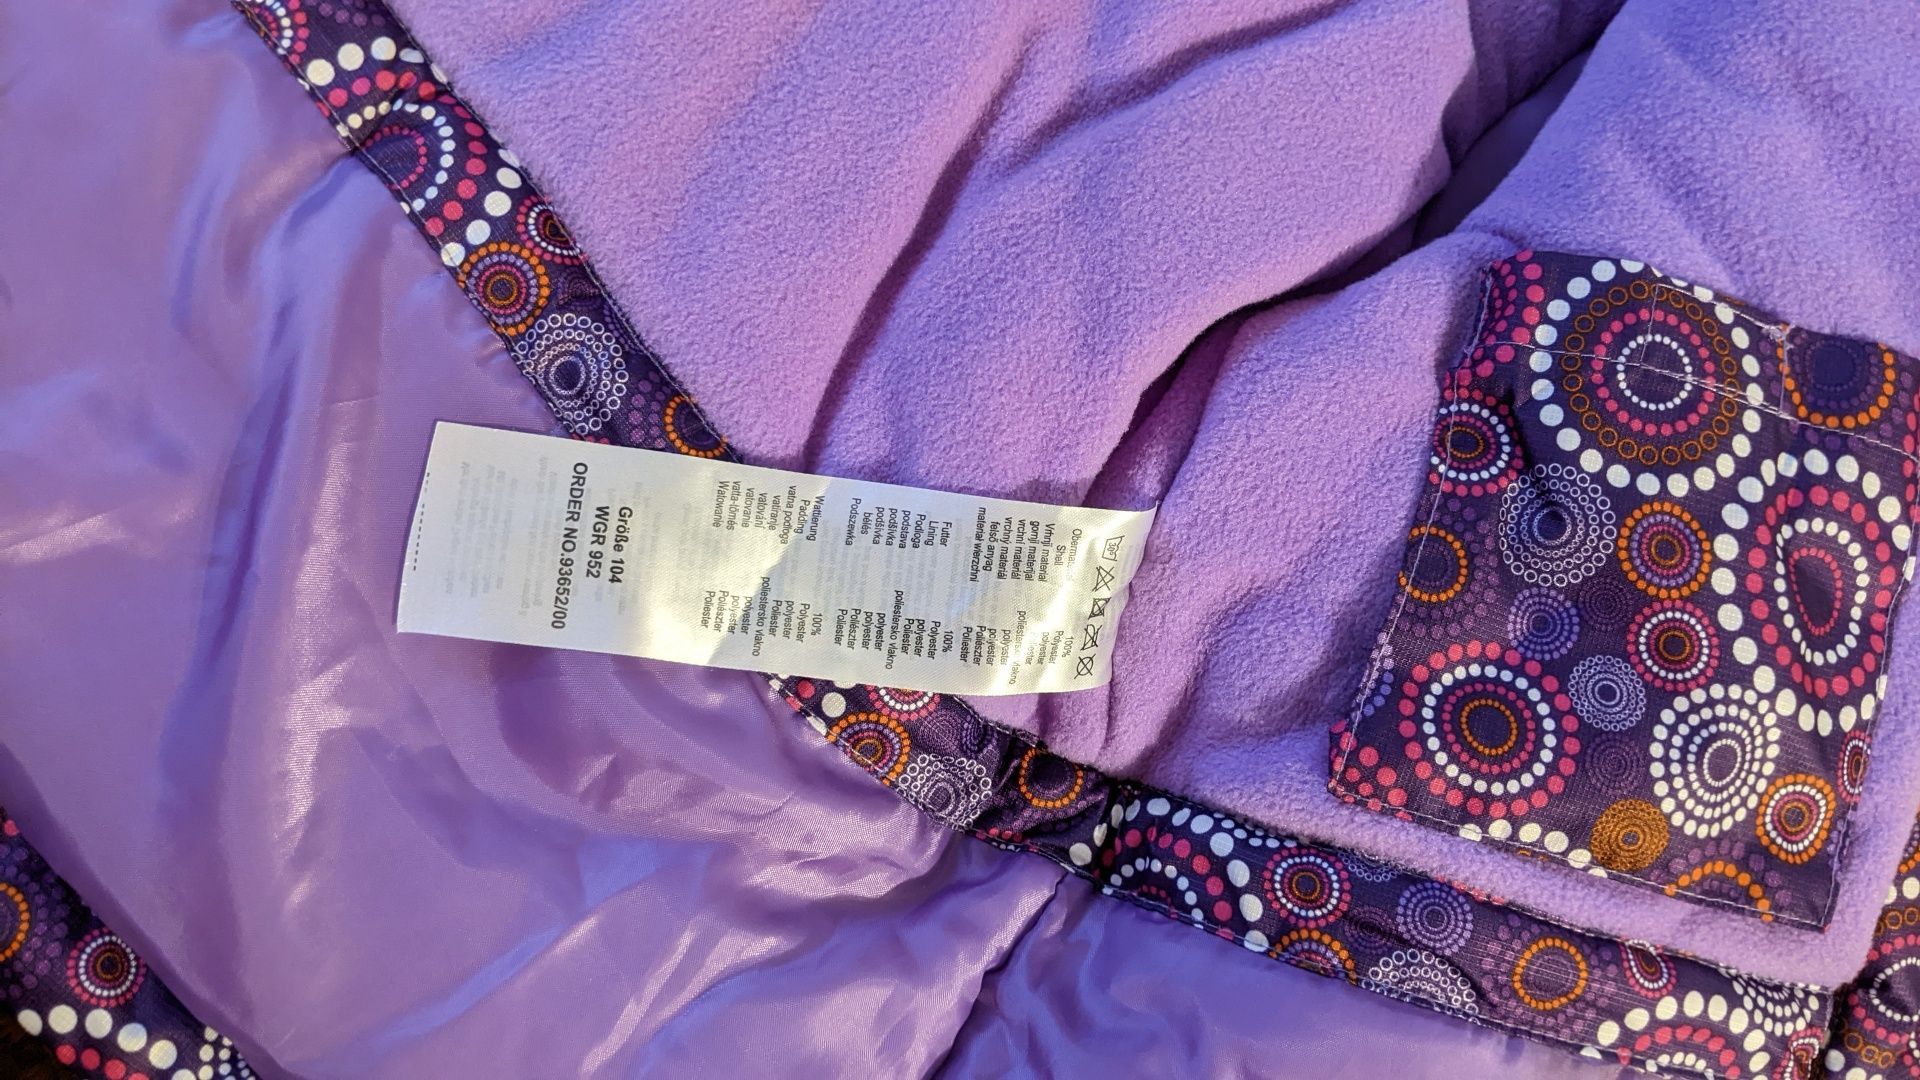 30°
Obermaterial 100%
Shell Polyester
Vrhnji material polyester
gornji materijal poliestersko vlakno
vrchní materiál polyester
vrchný materiál polyester
felső anyag Poliészter
materiał wierzchni Poliester
Futter 100%
Lining Polyester
Podloga polyester
podstava Poliester
podšívka poliestersko vlakno
podšívka polyester
bélés polyester
Podszewka Poliészter
Poliester
Wattierung 100%
Padding Polyester
vatna podloga polyester
vatiranje Poliester
valování poliestersko vlakno
vatovanie polyester
vatta-tömés polyester
Watowanie Poliészter
Poliester
Größe 104
WGR 952
ORDER NO.93652/00